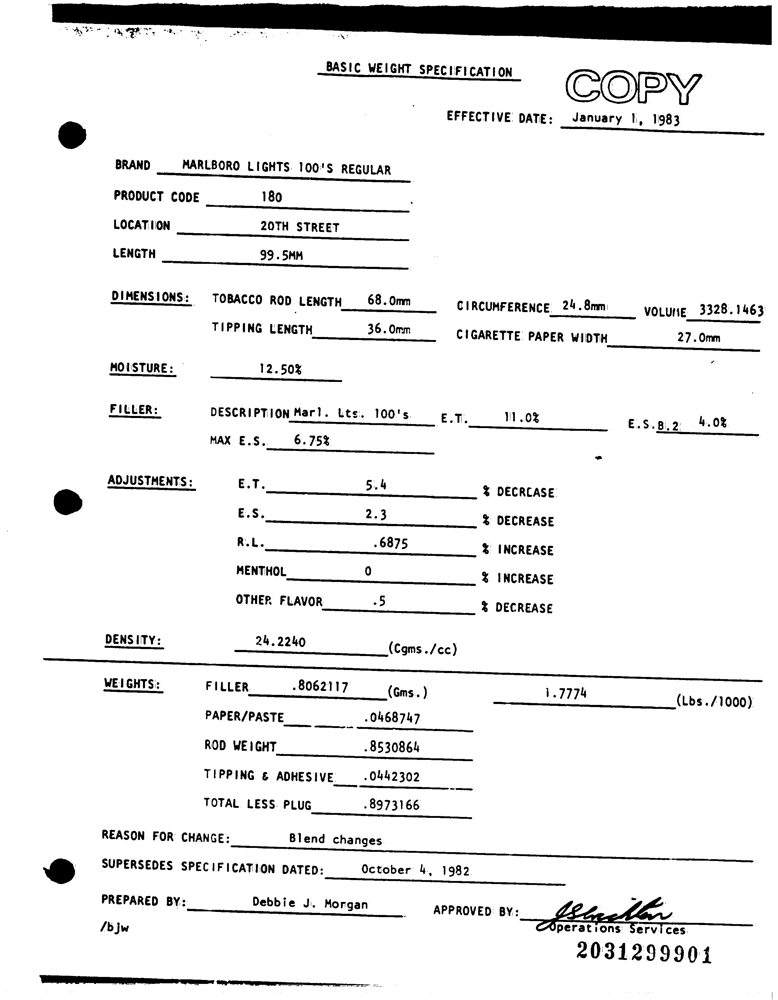 BASIC WEIGHT SPECIFICATION
COPY
EFFECTIVE DATE: January 1, 1983
BRAND MARLBORO LIGHTS 100'S REGULAR
PRODUCT CODE 180
LOCATION 20TH STREET
LENGTH 99.5MM
DIMENSIONS: TOBACCO ROD LENGTH 68.0mm CIRCUMFERENCE 24.8mm VOLUME 3328.1463
TIPPING LENGTH 36.0mm CIGARETTE PAPER WIDTH 27.0mm
MOISTURE: 12.50%
FILLER: DESCRIPTION Marl. Lts. 100's E.T. 11.0% E.S.B.2 4.0%
MAX E.S. 6.75%
ADJUSTMENTS: E.T. 5.4 % DECREASE
E.S. 2.3 % DECREASE
R.L. .6875 % INCREASE
MENTHOL 0 % INCREASE
OTHER FLAVOR .5 % DECREASE
DENSITY: 24.2240 (Cgms./cc)
WEIGHTS: FILLER .8062117 (Gms.) 1.7774 (Lbs./1000)
PAPER/PASTE .0468747
ROD WEIGHT .8530864
TIPPING & ADHESIVE .0442302
TOTAL LESS PLUG .8973166
REASON FOR CHANGE: Blend changes
SUPERSEDES SPECIFICATION DATED: October 4, 1982
PREPARED BY: Debbie J. Morgan APPROVED BY:
/bjw Operations Services
2031299901